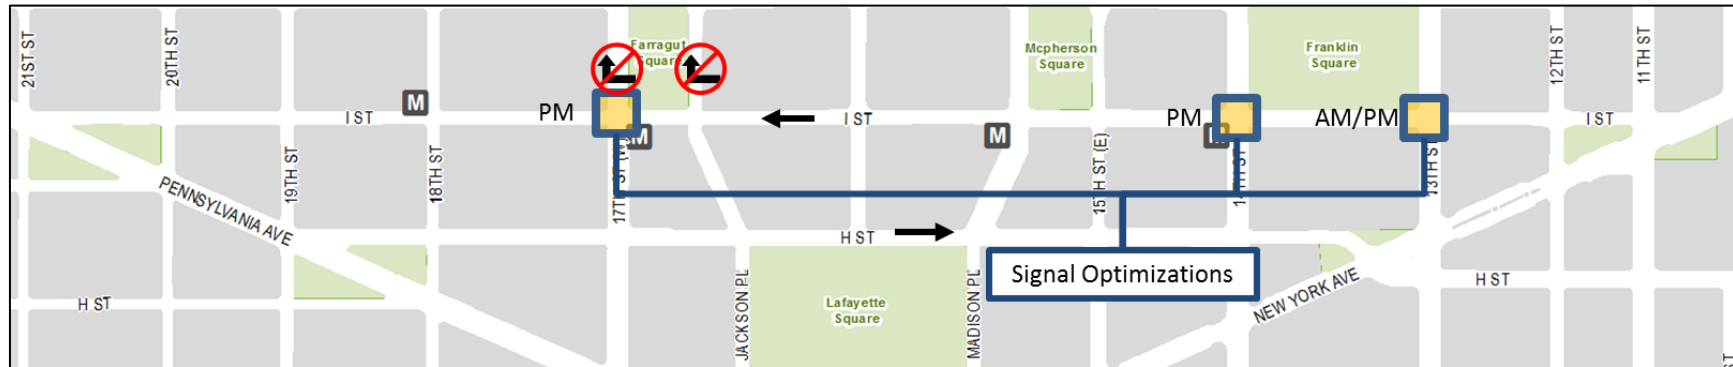 21ST ST
20TH ST
Farragut
Square
Mcpherson
Square
Franklin
Square
12TH ST
11TH ST
M
PM
I ST
I ST
M
M
PM
M
AM/PM
I ST
19TH ST
18TH ST
17TH ST (W)
15TH ST (E)
14TH ST
13TH ST
PENNSYLVANIA AVE
H ST
Signal Optimizations
H ST
H ST
JACKSON PL
Lafayette
Square
MADISON PL
NEW YORK AVE
ST